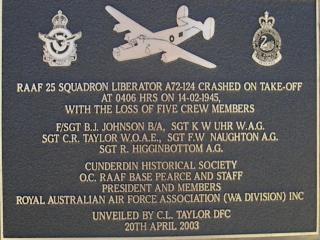 RAAF 25 SQUADRON LIBERATOR A72-124 CRASHED ON TAKE-OFF
AT 0406 HRS ON 14-02-1945,
WITH THE LOSS OF FIVE CREW MEMBERS
F/SGT B.J. JOHNSON B/A, SGT K W UHR W.A.G.
SGT C.R. TAYLOR W.O.A.E., SGT F.W NAUGHTON A.G.
SGT R. HIGGINBOTTOM A.G.
CUNDERDIN HISTORICAL SOCIETY
O.C. RAAF BASE PEARCE AND STAFF
PRESIDENT AND MEMBERS
ROYAL AUSTRALIAN AIR FORCE ASSOCIATION (WA DIVISION) INC
UNVEILED BY C.L. TAYLOR DFC
20TH APRIL 2003